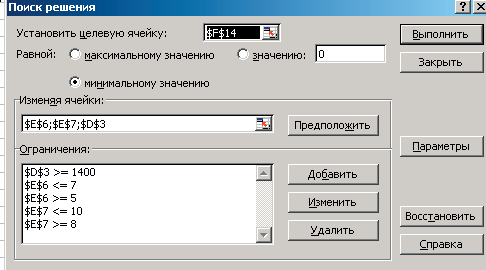 Поиск решения
Установить целевую ячейку: $F$14 Выполнить
Равной: максимальному значению значению: 0 Закрыть
минимальному значению
Изменяя ячейки:
$E$6;$E$7;$D$3 Предположить
Ограничения: Параметры
$D$3 >= 1400 Добавить
$E$6 <= 7
$E$6 >= 5 Изменить
$E$7 <= 10 Восстановить
$E$7 >= 8 Удалить
Справка